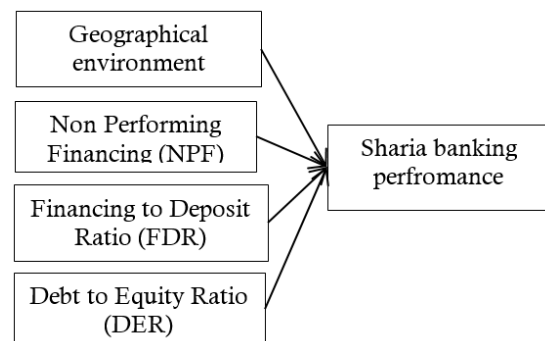 Geographical
environment
Non Performing
Financing (NPF)
Financing to Deposit
Ratio (FDR)
Debt to Equity Ratio
(DER)
Sharia banking
perfromance